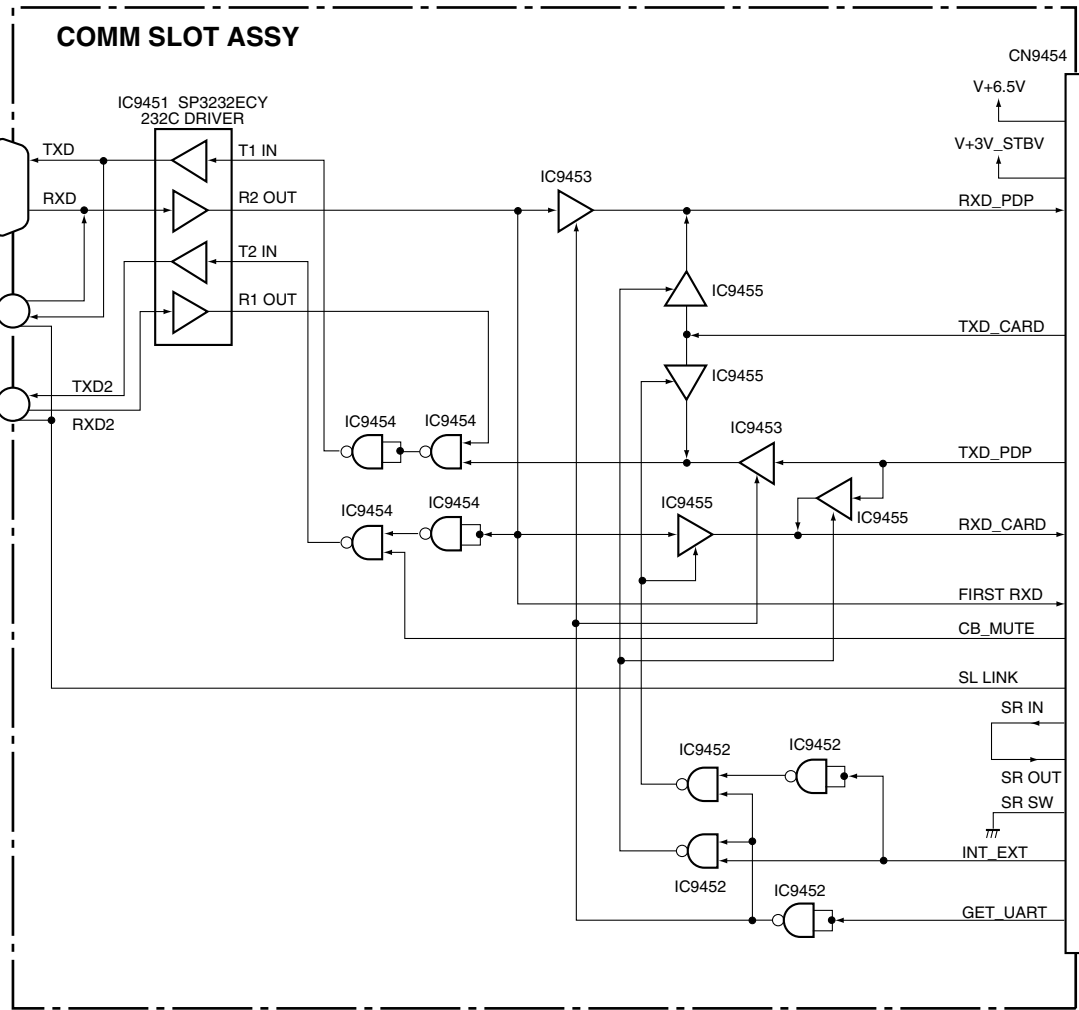 COMM SLOT ASSY
CN9454
V+6.5V
IC9451 SP3232ECY
232C DRIVER
V+3V_STBV
TXD
T1 IN
IC9453
RXD
R2 OUT
RXD_PDP
T2 IN
IC9455
R1 OUT
TXD_CARD
IC9455
TXD2
RXD2
IC9454
IC9454
IC9453
TXD_PDP
IC9454
IC9454
IC9455
IC9455
RXD_CARD
FIRST RXD
CB_MUTE
SL LINK
SR IN
IC9452
IC9452
SR OUT
SR SW
INT_EXT
IC9452
IC9452
GET_UART